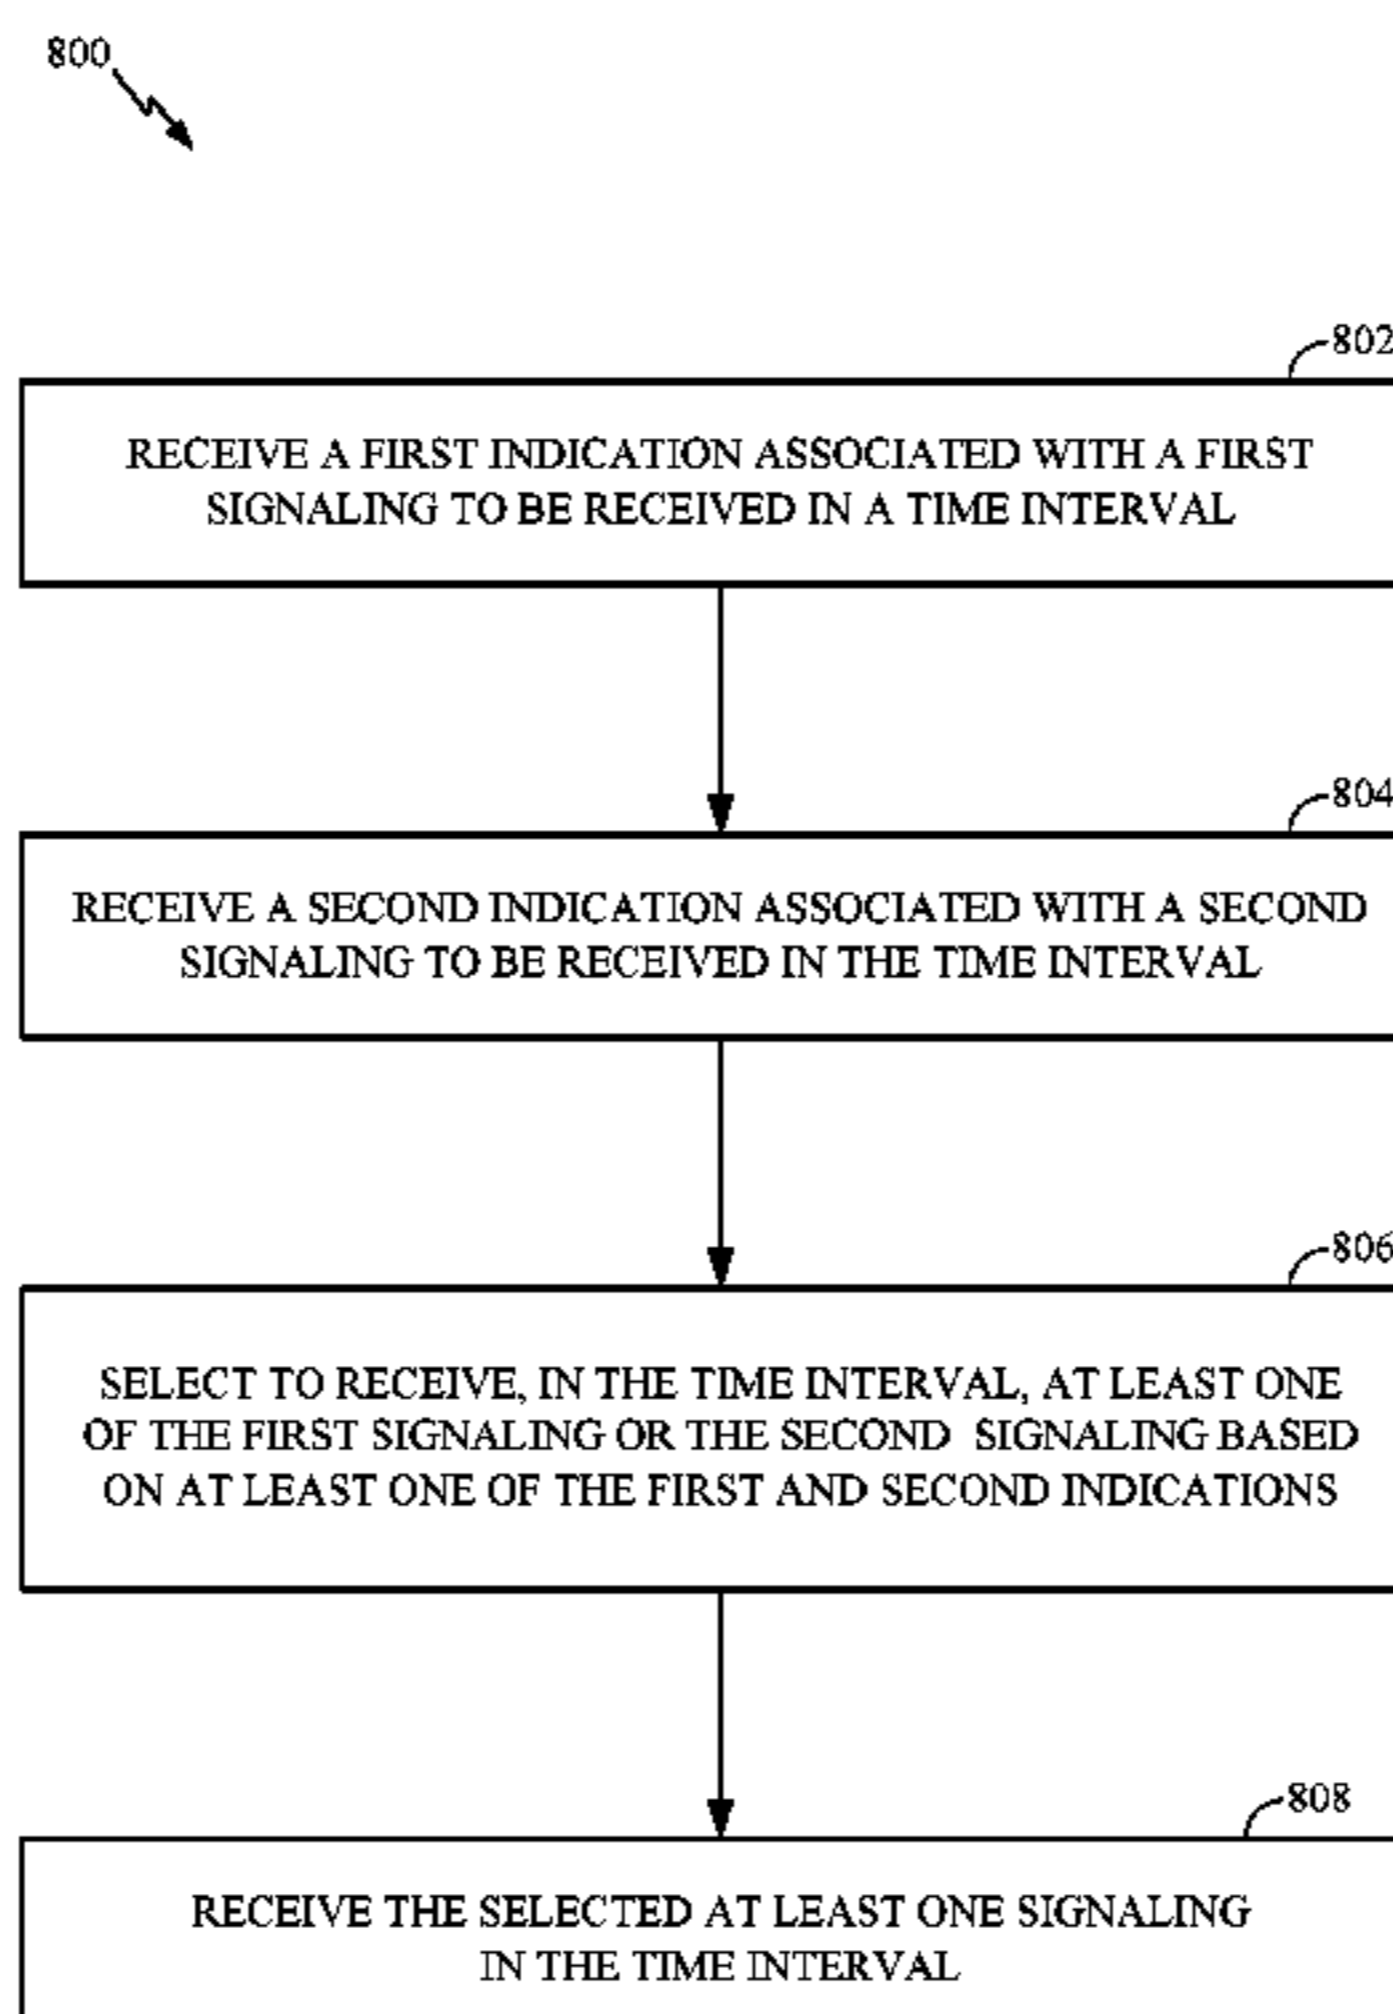 800
802
RECEIVE A FIRST INDICATION ASSOCIATED WITH A FIRST
SIGNALING TO BE RECEIVED IN A TIME INTERVAL
804
RECEIVE A SECOND INDICATION ASSOCIATED WITH A SECOND
SIGNALING TO BE RECEIVED IN THE TIME INTERVAL
806
SELECT TO RECEIVE, IN THE TIME INTERVAL, AT LEAST ONE
OF THE FIRST SIGNALING OR THE SECOND SIGNALING BASED
ON AT LEAST ONE OF THE FIRST AND SECOND INDICATIONS
808
RECEIVE THE SELECTED AT LEAST ONE SIGNALING
IN THE TIME INTERVAL